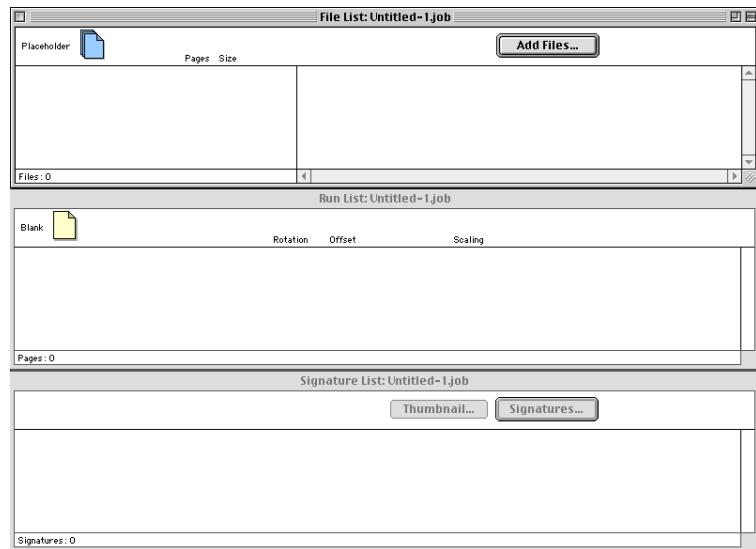 File List: Untitled-1.job
Placeholder
Add Files...
Pages Size
Files: 0
Run List: Untitled-1.job
Blank
Rotation Offset Scaling
Pages: 0
Signature List: Untitled-1.job
Thumbnail... Signatures...
Signatures: 0